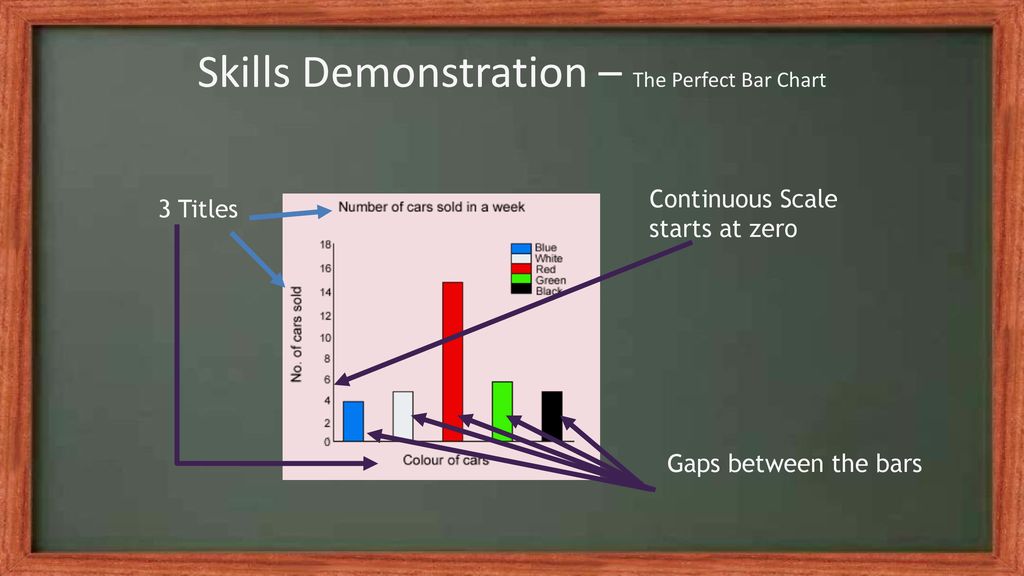 Skills Demonstration – The Perfect Bar Chart
3 Titles
Continuous Scale
starts at zero
Number of cars sold in a week
18
16
14
12
10
8
6
4
2
0
No. of cars sold
Blue
White
Red
Green
Black
Colour of cars
Gaps between the bars